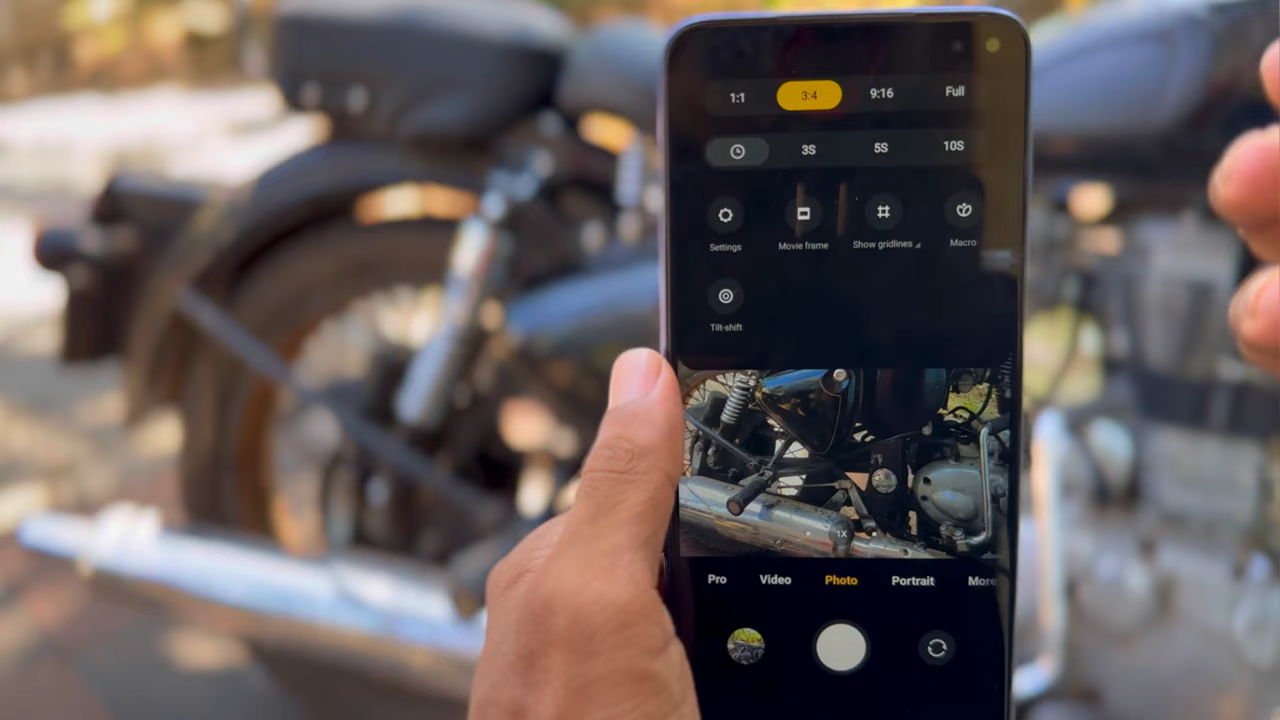 1:1 3:4 9:16 Full
3S 5S 10S
Settings Movie frame Show gridlines Macro
Tilt-shift
1X
Pro Video Photo Portrait More